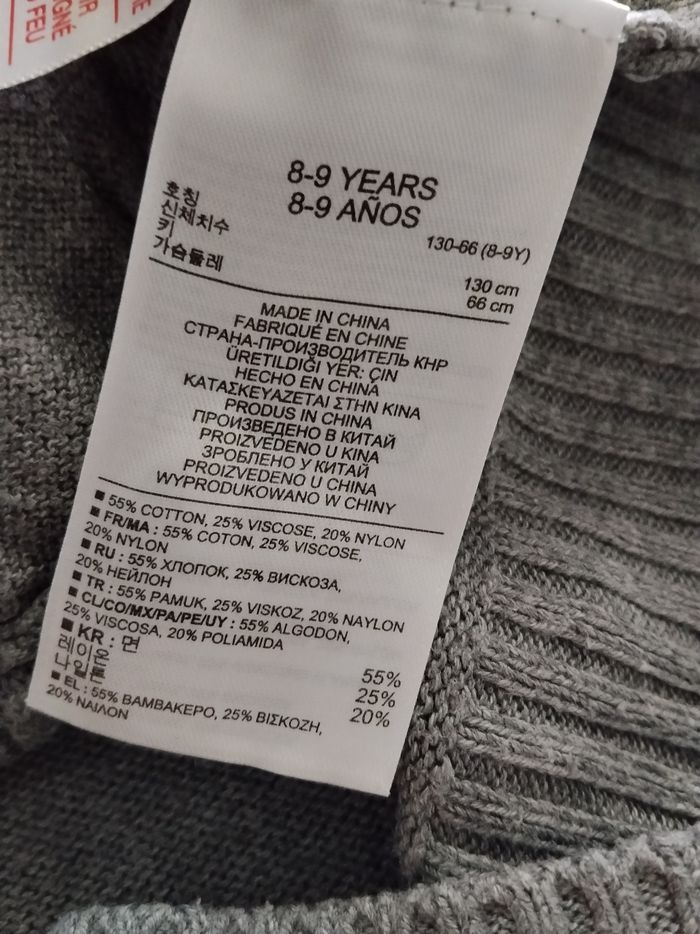 GNÉ
FEU
8-9 YEARS
8-9 AÑOS
호칭 130-66 (8-9Y)
신체치수
키 130 cm
가슴둘레 66 cm
MADE IN CHINA
FABRIQUÉ EN CHINE
СТРАНА-ПРОИЗВОДИТЕЛЬ КНР
ÜRETILDIĞI YER: ÇIN
HECHO EN CHINA
ΚΑΤΑΣΚΕΥΑΖΕΤΑΙ ΣΤΗΝ ΚΙΝΑ
PRODUS IN CHINA
ПРОИЗВЕДЕНО В КИТАЙ
PROIZVEDENO U KINA
ЗРОБЛЕНО У КИТАЙ
PROIZVEDENO U CHINA
WYPRODUKOWANO W CHINY
■ 55% COTTON, 25% VISCOSE, 20% NYLON
■ FR/MA : 55% COTON, 25% VISCOSE,
20% NYLON
■ RU : 55% ХЛОПОК, 25% ВИСКОЗА,
20% НЕЙЛОН
■ TR : 55% PAMUK, 25% VISKOZ, 20% NAYLON
■ CL/CO/MX/PA/PE/UY : 55% ALGODON,
25% VISCOSA, 20% POLIAMIDA
■ KR : 면 55%
레이온 25%
나일론 20%
■ EL : 55% ΒΑΜΒΑΚΕΡΟ, 25% ΒΙΣΚΟΖΗ,
20% ΝΑΙΛΟΝ